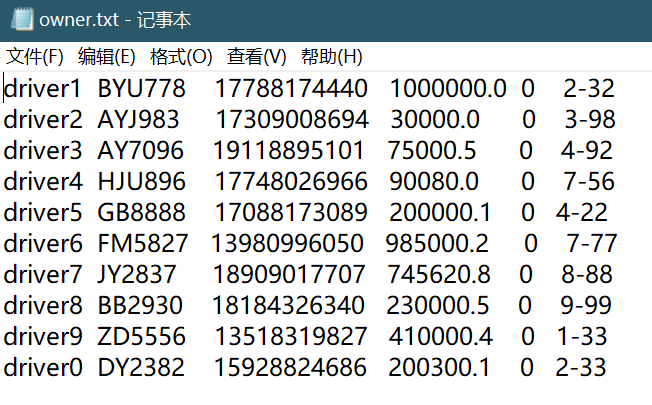 owner.txt - 记事本
文件(F) 编辑(E) 格式(O) 查看(V) 帮助(H)
driver1 BYU778 17788174440 1000000.0 0 2-32
driver2 AYJ983 17309008694 30000.0 0 3-98
driver3 AY7096 19118895101 75000.5 0 4-92
driver4 HJU896 17748026966 90080.0 0 7-56
driver5 GB8888 17088173089 200000.1 0 4-22
driver6 FM5827 13980996050 985000.2 0 7-77
driver7 JY2837 18909017707 745620.8 0 8-88
driver8 BB2930 18184326340 230000.5 0 9-99
driver9 ZD5556 13518319827 410000.4 0 1-33
driver0 DY2382 15928824686 200300.1 0 2-33